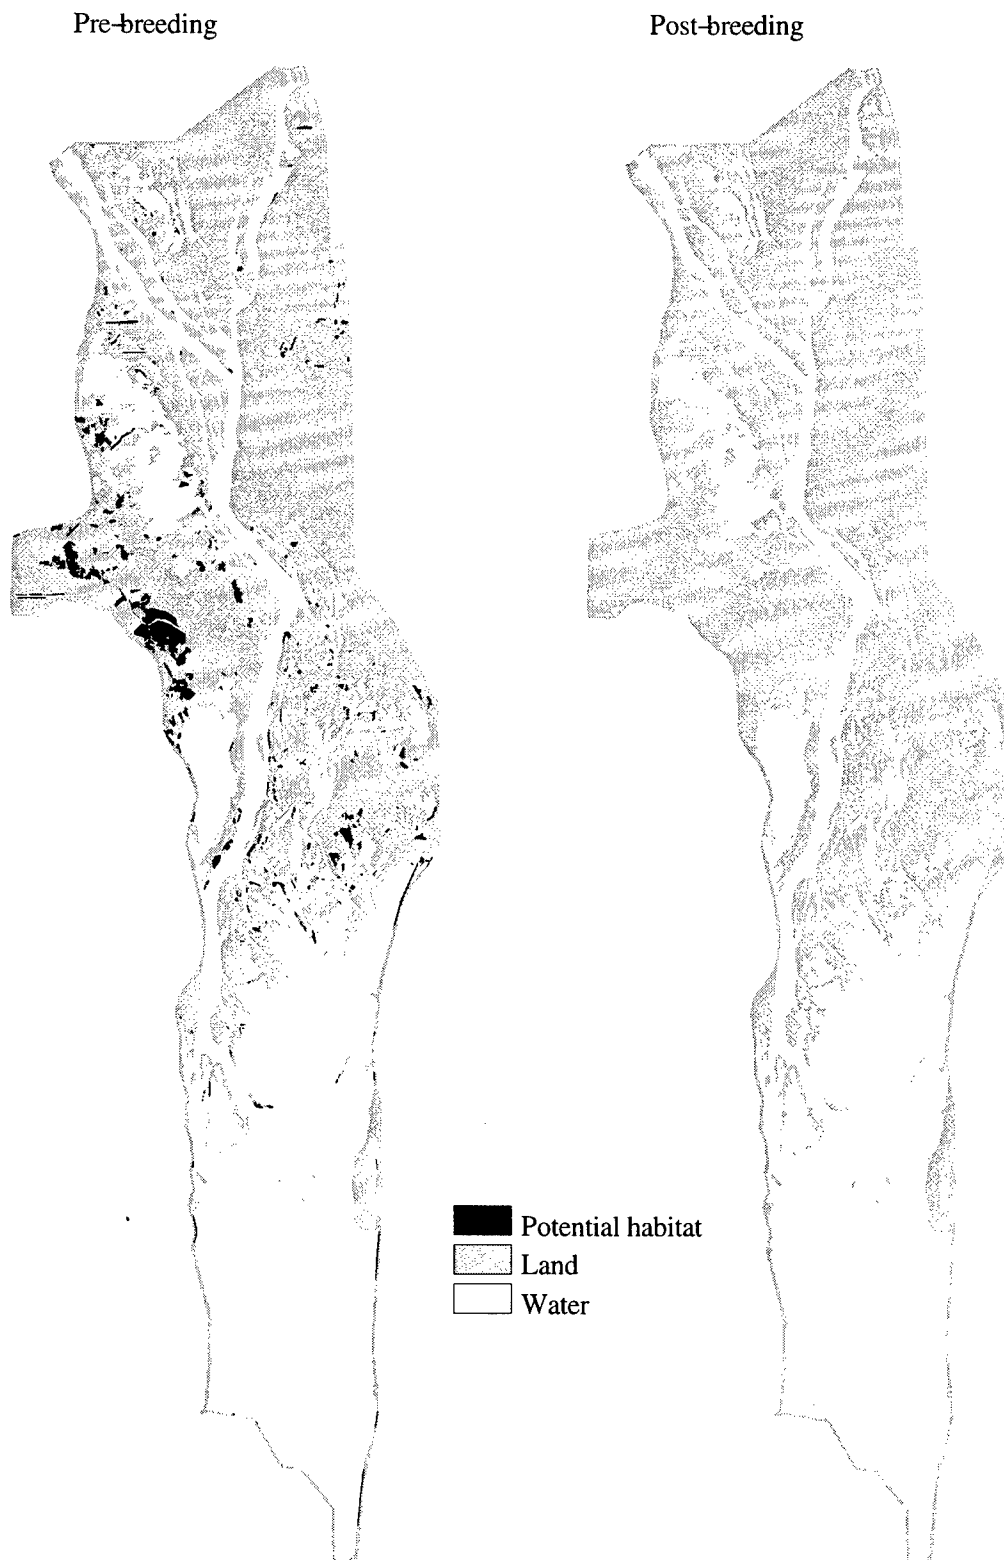 Pre-breeding
Post-breeding
Potential habitat
Land
Water